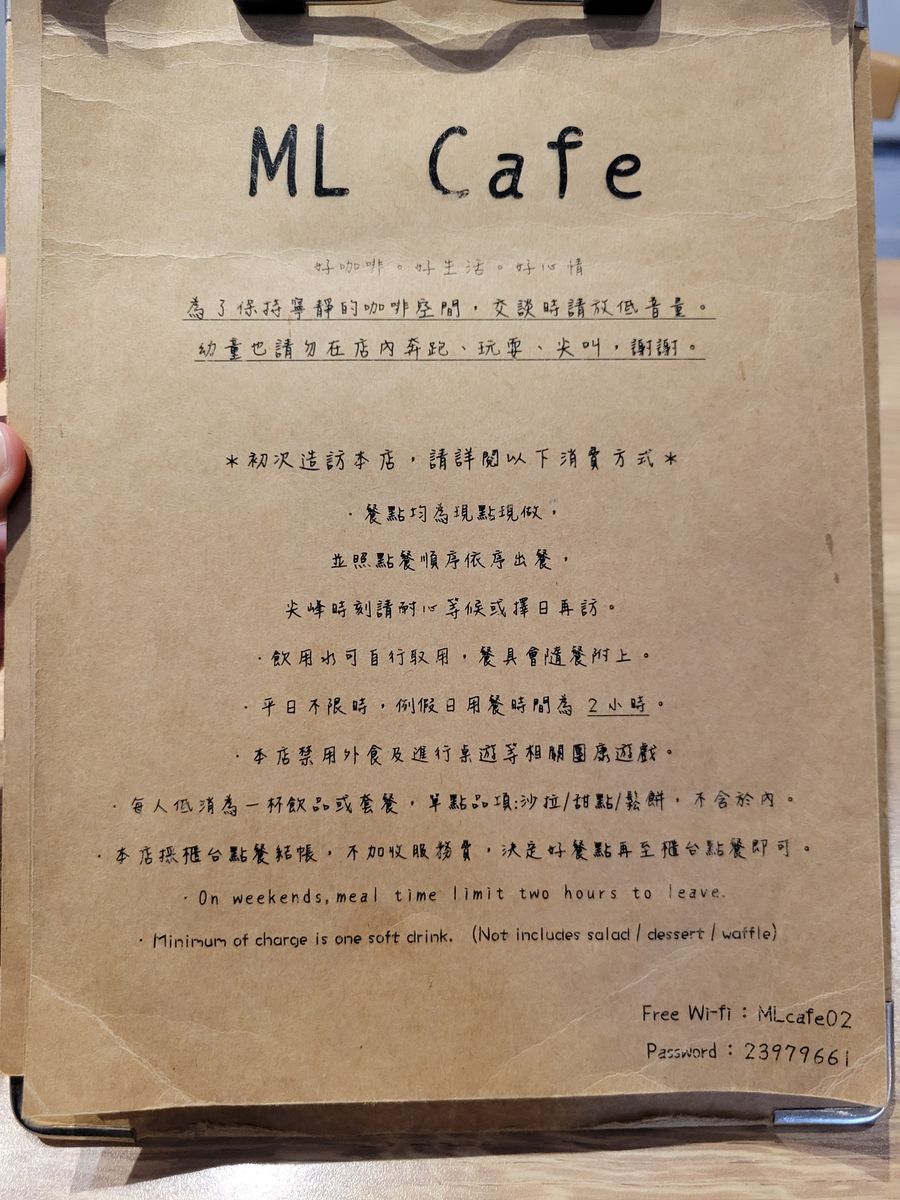 ML Cafe
好咖啡。好生活。好心情
為了保持寧靜的咖啡空間，交談時請放低音量。
幼童也請勿在店內奔跑、玩耍、尖叫，謝謝。
＊初次造訪本店，請詳閱以下消費方式＊
·餐點均為現點現做，
並照點餐順序依序出餐，
尖峰時刻請耐心等候或擇日再訪。
·飲用水可自行取用，餐具會隨餐附上。
·平日不限時，例假日用餐時間為 2 小時。
·本店禁用外食及進行桌遊等相關團康遊戲。
·每人低消為一杯飲品或套餐，單點品項:沙拉/甜點/鬆餅，不含於內。
·本店採櫃台點餐結帳，不加收服務費，決定好餐點再至櫃台點餐即可。
·On weekends,meal time limit two hours to leave.
·Minimum of charge is one soft drink. (Not includes salad / dessert / waffle)
Free Wi-fi：MLcafe02
Password：23979661